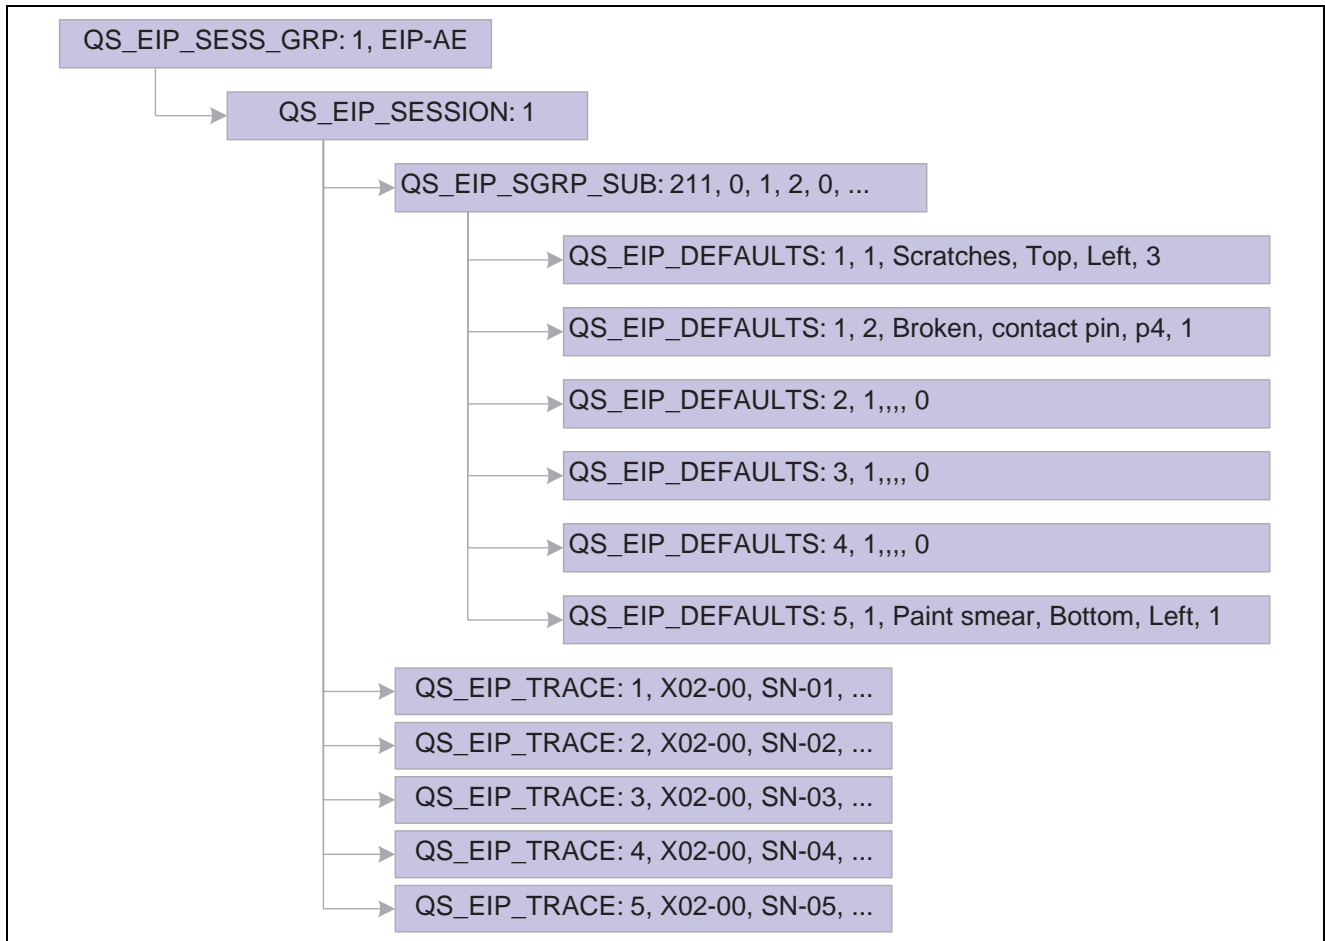 QS_EIP_SESS_GRP: 1, EIP-AE
QS_EIP_SESSION: 1
QS_EIP_SGRP_SUB: 211, 0, 1, 2, 0, ...
QS_EIP_DEFAULTS: 1, 1, Scratches, Top, Left, 3
QS_EIP_DEFAULTS: 1, 2, Broken, contact pin, p4, 1
QS_EIP_DEFAULTS: 2, 1,,,, 0
QS_EIP_DEFAULTS: 3, 1,,,, 0
QS_EIP_DEFAULTS: 4, 1,,,, 0
QS_EIP_DEFAULTS: 5, 1, Paint smear, Bottom, Left, 1
QS_EIP_TRACE: 1, X02-00, SN-01, ...
QS_EIP_TRACE: 2, X02-00, SN-02, ...
QS_EIP_TRACE: 3, X02-00, SN-03, ...
QS_EIP_TRACE: 4, X02-00, SN-04, ...
QS_EIP_TRACE: 5, X02-00, SN-05, ...